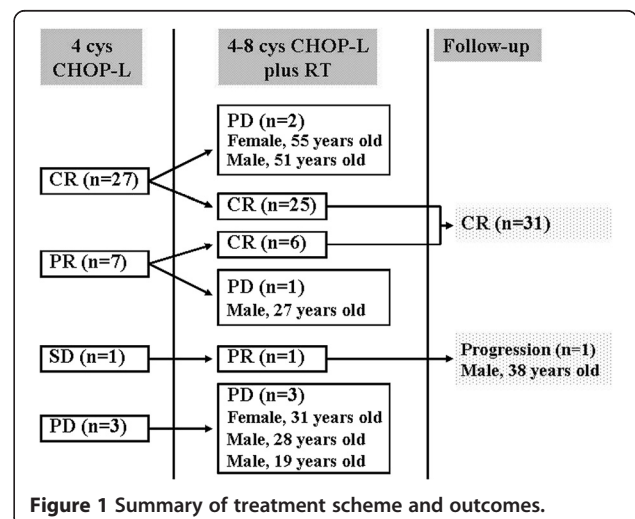 4 cys
CHOP-L
4-8 cys CHOP-L
plus RT
Follow-up
CR (n=27)
PR (n=7)
SD (n=1)
PD (n=3)
PD (n=2)
Female, 55 years old
Male, 51 years old
CR (n=25)
CR (n=6)
PD (n=1)
Male, 27 years old
PR (n=1)
PD (n=3)
Female, 31 years old
Male, 28 years old
Male, 19 years old
CR (n=31)
Progression (n=1)
Male, 38 years old
Figure 1 Summary of treatment scheme and outcomes.